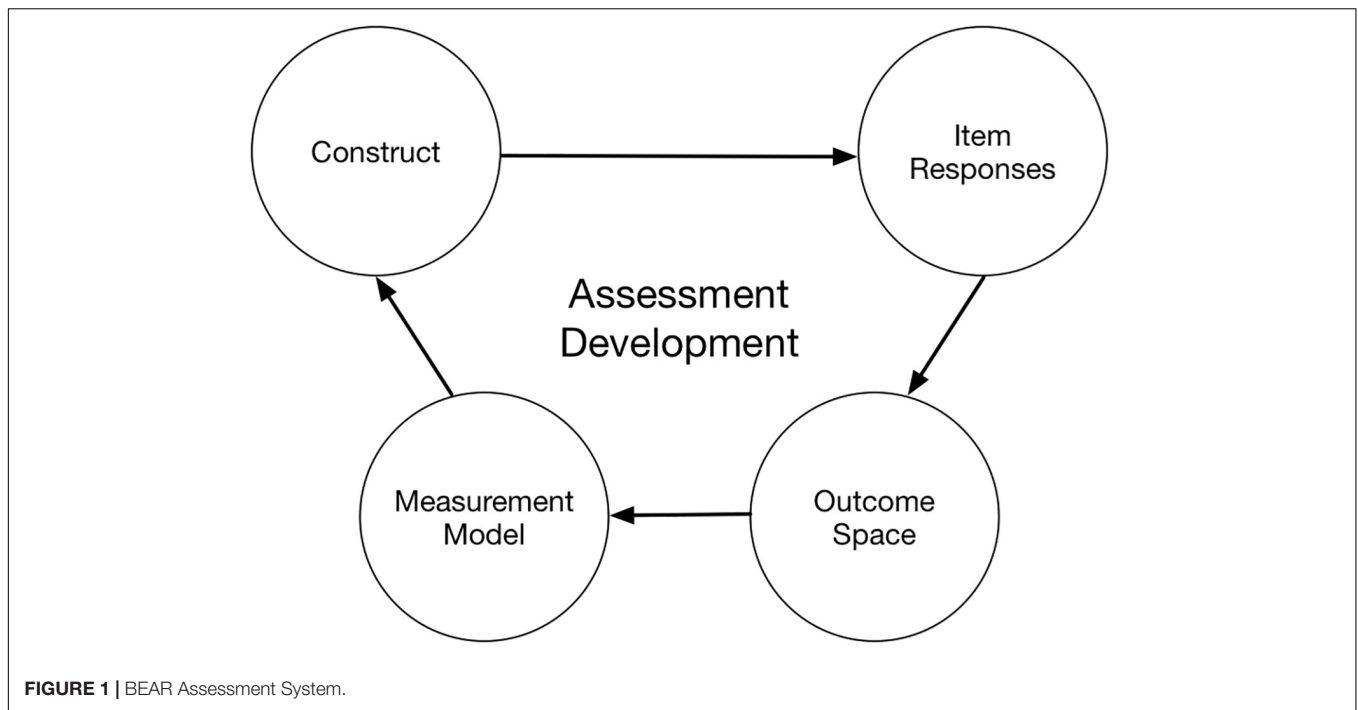 Construct
Item
Responses
Assessment
Development
Measurement
Model
Outcome
Space
FIGURE 1 | BEAR Assessment System.